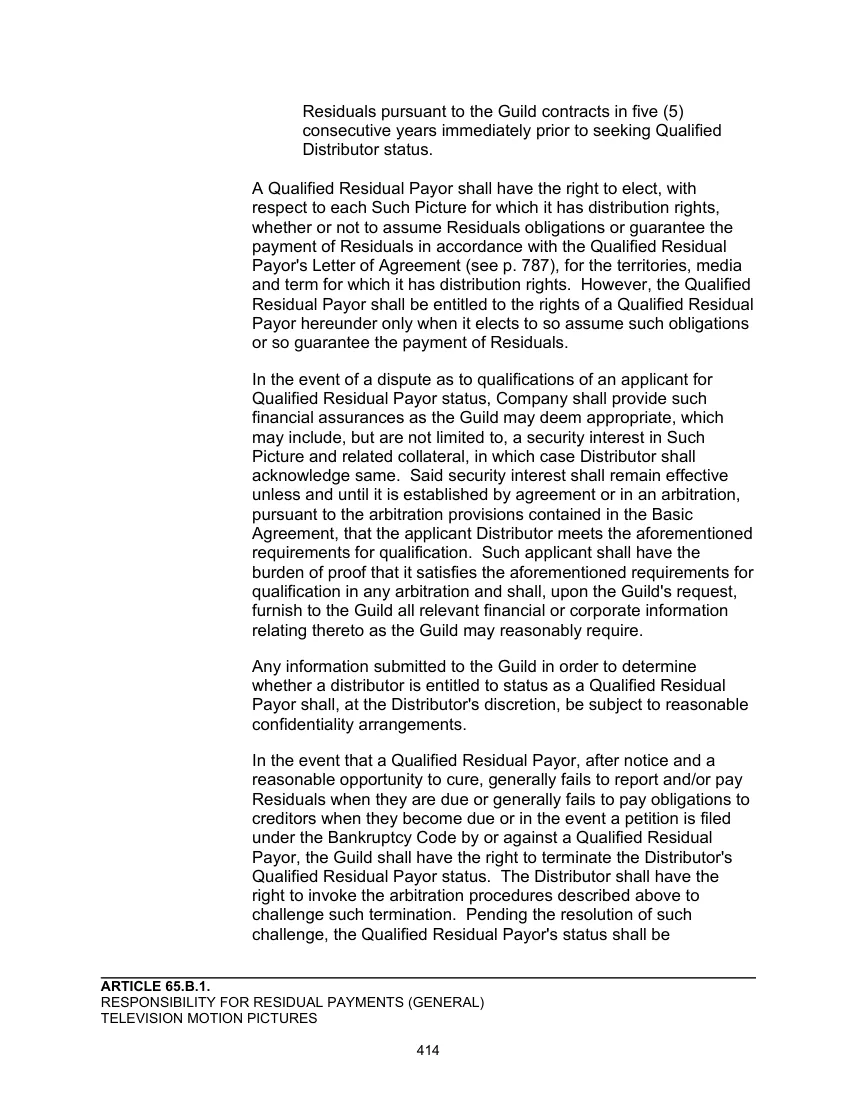 Residuals pursuant to the Guild contracts in five (5)
consecutive years immediately prior to seeking Qualified
Distributor status.
A Qualified Residual Payor shall have the right to elect, with
respect to each Such Picture for which it has distribution rights,
whether or not to assume Residuals obligations or guarantee the
payment of Residuals in accordance with the Qualified Residual
Payor's Letter of Agreement (see p. 787), for the territories, media
and term for which it has distribution rights.  However, the Qualified
Residual Payor shall be entitled to the rights of a Qualified Residual
Payor hereunder only when it elects to so assume such obligations
or so guarantee the payment of Residuals.
In the event of a dispute as to qualifications of an applicant for
Qualified Residual Payor status, Company shall provide such
financial assurances as the Guild may deem appropriate, which
may include, but are not limited to, a security interest in Such
Picture and related collateral, in which case Distributor shall
acknowledge same.  Said security interest shall remain effective
unless and until it is established by agreement or in an arbitration,
pursuant to the arbitration provisions contained in the Basic
Agreement, that the applicant Distributor meets the aforementioned
requirements for qualification.  Such applicant shall have the
burden of proof that it satisfies the aforementioned requirements for
qualification in any arbitration and shall, upon the Guild's request,
furnish to the Guild all relevant financial or corporate information
relating thereto as the Guild may reasonably require.
Any information submitted to the Guild in order to determine
whether a distributor is entitled to status as a Qualified Residual
Payor shall, at the Distributor's discretion, be subject to reasonable
confidentiality arrangements.
In the event that a Qualified Residual Payor, after notice and a
reasonable opportunity to cure, generally fails to report and/or pay
Residuals when they are due or generally fails to pay obligations to
creditors when they become due or in the event a petition is filed
under the Bankruptcy Code by or against a Qualified Residual
Payor, the Guild shall have the right to terminate the Distributor's
Qualified Residual Payor status.  The Distributor shall have the
right to invoke the arbitration procedures described above to
challenge such termination.  Pending the resolution of such
challenge, the Qualified Residual Payor's status shall be
ARTICLE 65.B.1.
RESPONSIBILITY FOR RESIDUAL PAYMENTS (GENERAL)
TELEVISION MOTION PICTURES
414